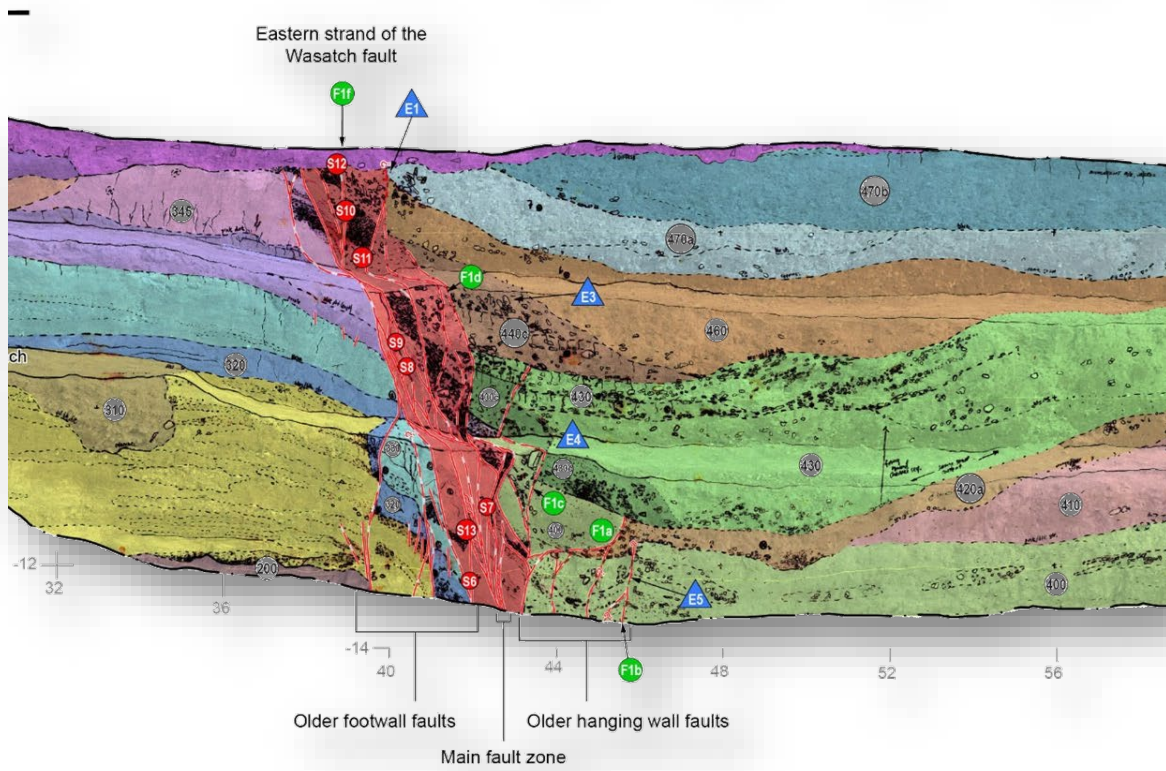 Eastern strand of the
Wasatch fault
F1f
E1
S12
S10
S11
345
470b
470a
F1d
E3
S9
S8
440c
460
ch
320
310
430
E4
430
420a
410
S7
F1c
F1a
S13
S6
200
400
E5
-12
32
36
-14
40
44
48
52
56
F1b
Older footwall faults
Older hanging wall faults
Main fault zone